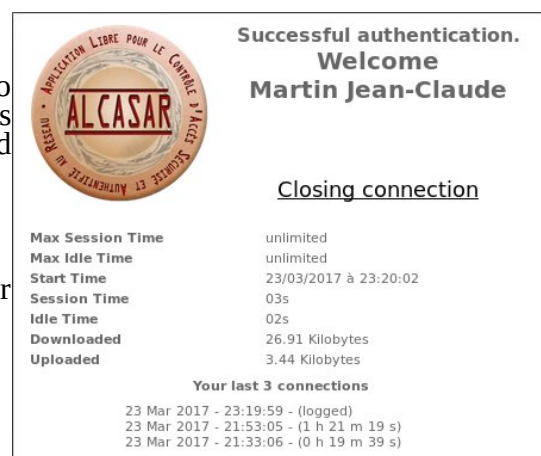 Successful authentication.
Welcome
Martin Jean-Claude
APPLICATION LIBRE POUR LE CONTRÔLE D'ACCÈS SÉCURISÉ ET AUTHENTIFIÉ AU RÉSEAU
ALCASAR
Closing connection
Max Session Time unlimited
Max Idle Time unlimited
Start Time 23/03/2017 à 23:20:02
Session Time 03s
Idle Time 02s
Downloaded 26.91 Kilobytes
Uploaded 3.44 Kilobytes
Your last 3 connections
23 Mar 2017 - 23:19:59 - (logged)
23 Mar 2017 - 21:53:05 - (1 h 21 m 19 s)
23 Mar 2017 - 21:33:06 - (0 h 19 m 39 s)